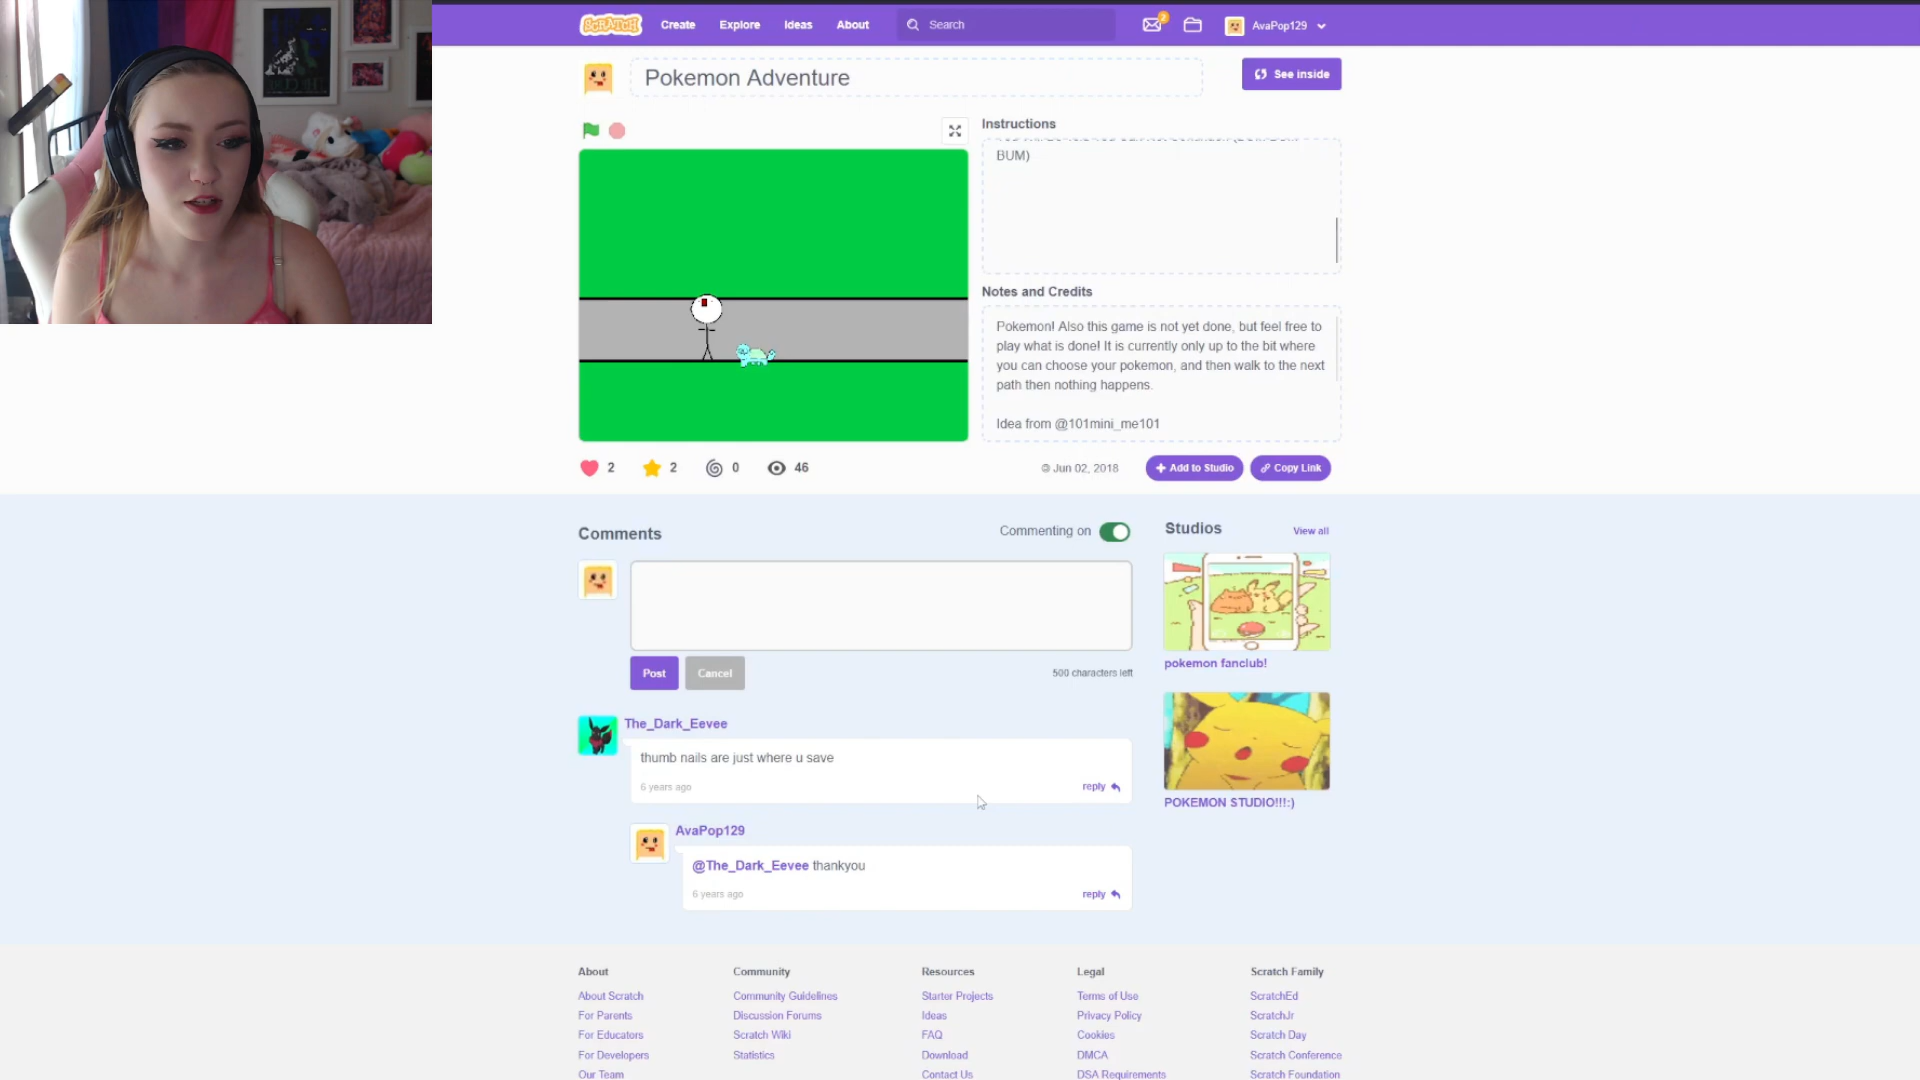 SCRATCH Create Explore Ideas About Search 2 AvaPop129
Pokemon Adventure
See inside
Instructions
BUM)
Notes and Credits
Pokemon! Also this game is not yet done, but feel free to
play what is done! It is currently only up to the bit where
you can choose your pokemon, and then walk to the next
path then nothing happens.
Idea from @101mini_me101
2 2 0 46
© Jun 02, 2018
Add to Studio
Copy Link
Comments
Commenting on
Post
Cancel
500 characters left
The_Dark_Eevee
thumb nails are just where u save
6 years ago
reply
AvaPop129
@The_Dark_Eevee thankyou
6 years ago
reply
Studios
View all
pokemon fanclub!
POKEMON STUDIO!!!:)
About
About Scratch
For Parents
For Educators
For Developers
Our Team
Community
Community Guidelines
Discussion Forums
Scratch Wiki
Statistics
Resources
Starter Projects
Ideas
FAQ
Download
Contact Us
Legal
Terms of Use
Privacy Policy
Cookies
DMCA
DSA Requirements
Scratch Family
ScratchEd
ScratchJr
Scratch Day
Scratch Conference
Scratch Foundation